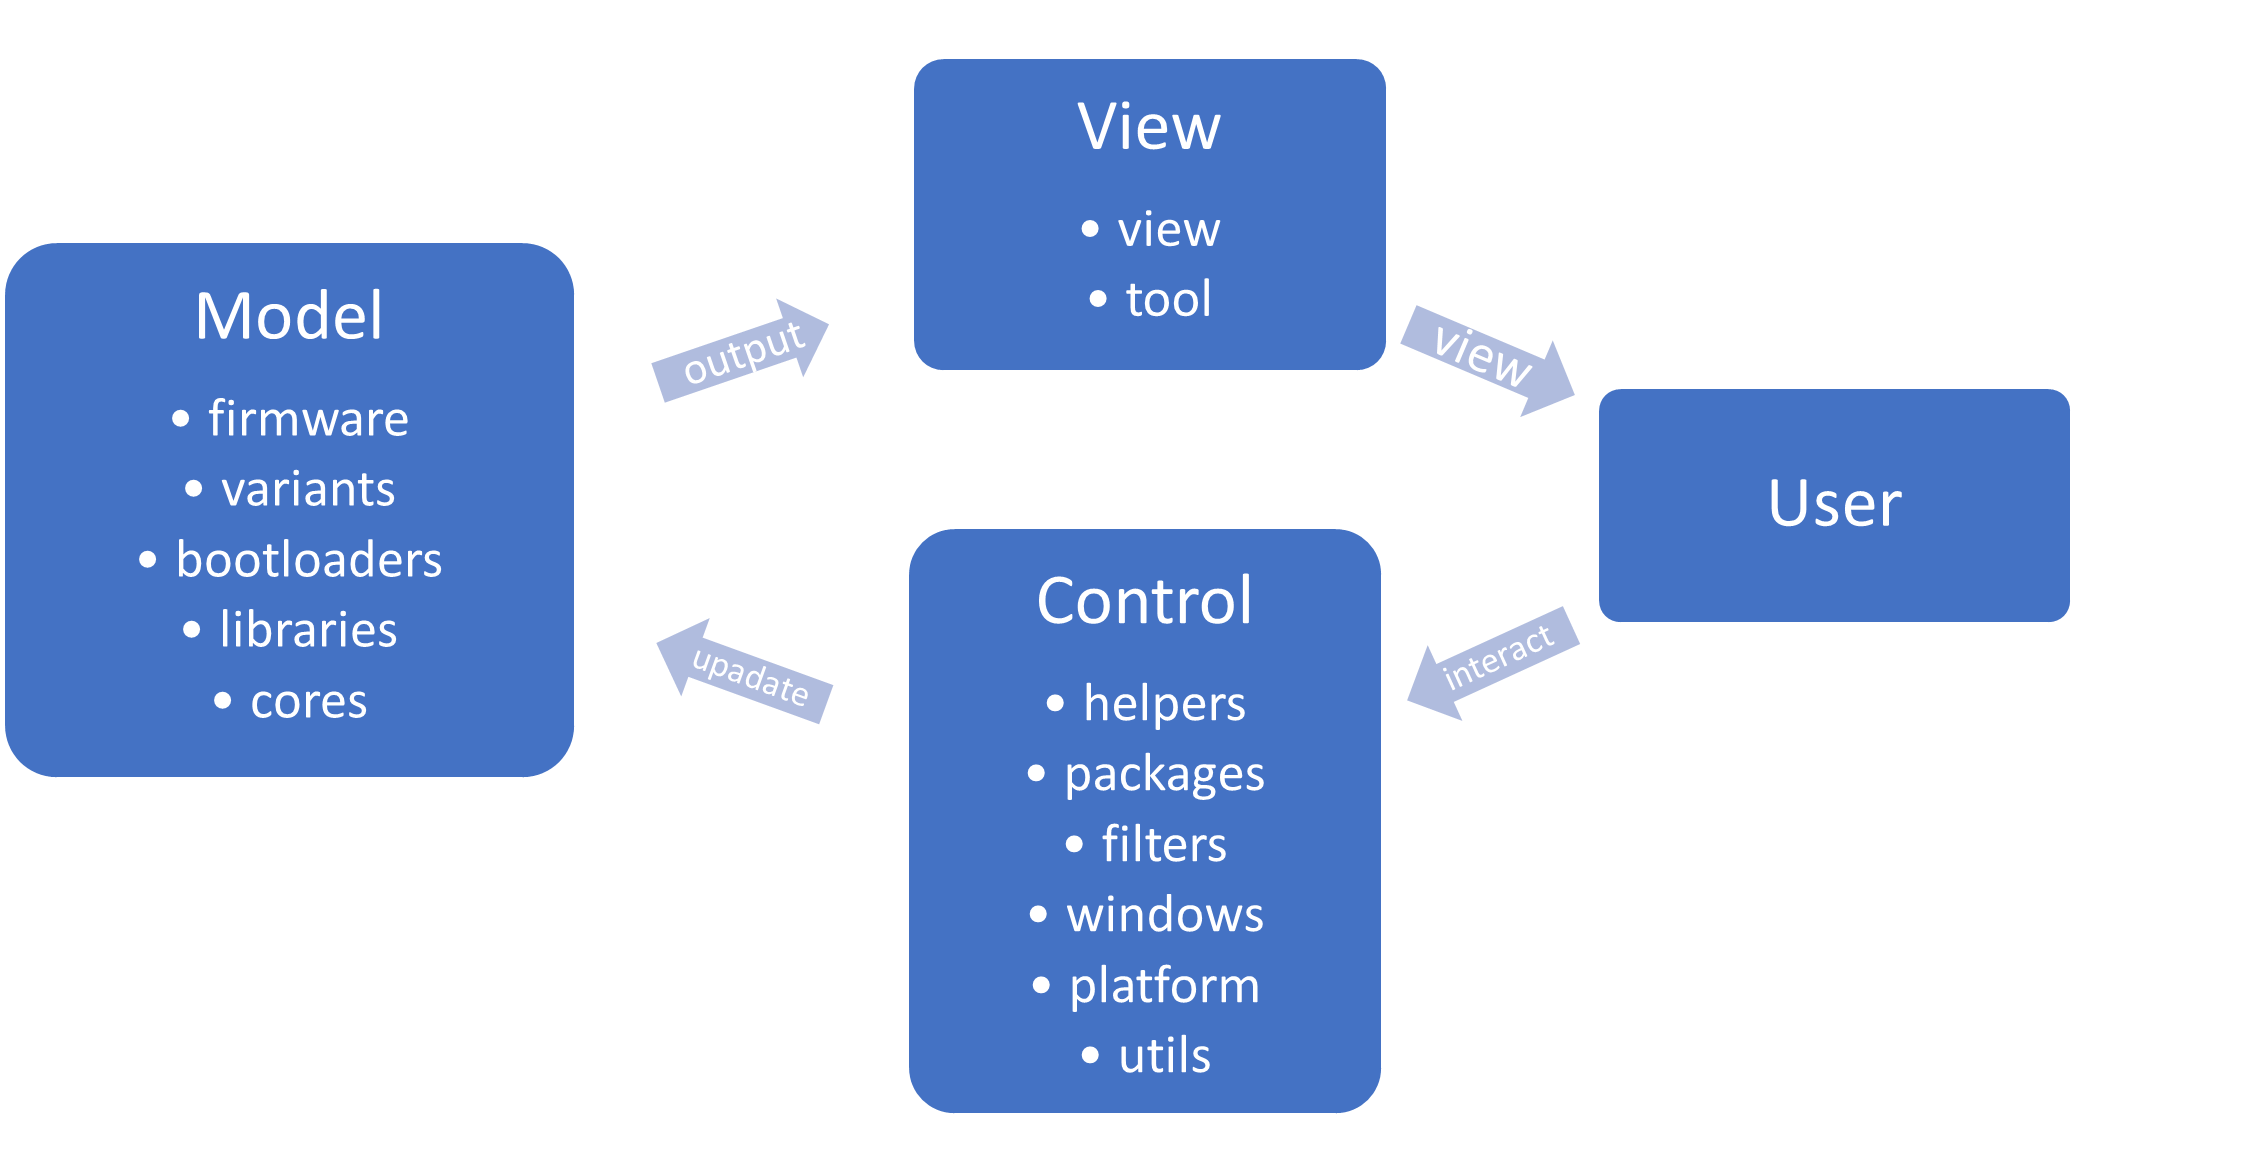 View
• view
• tool
Model
• firmware
• variants
• bootloaders
• libraries
• cores
output
view
User
Control
• helpers
• packages
• filters
• windows
• platform
• utils
upadate
interact